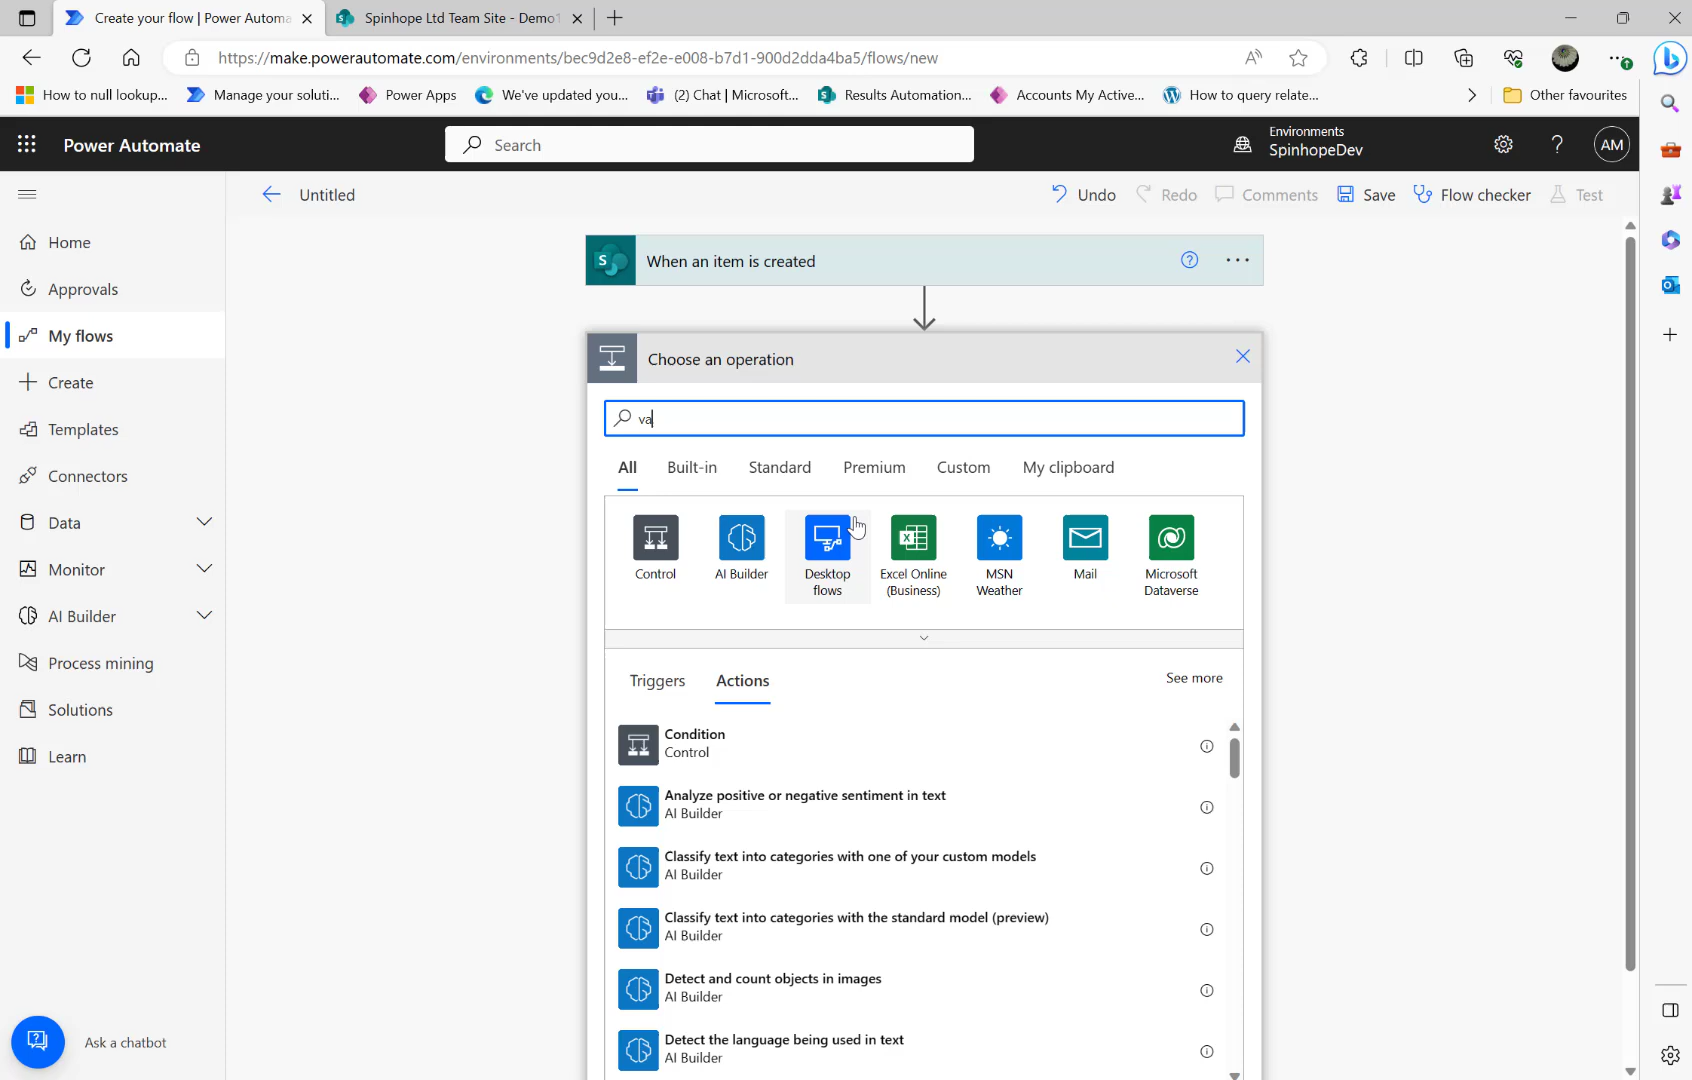 Create your flow | Power Automa
Spinhope Ltd Team Site - Demo1
https://make.powerautomate.com/environments/bec9d2e8-ef2e-e008-b7d1-900d2dda4ba5/flows/new
How to null lookup...
Manage your soluti...
Power Apps
We've updated you...
(2) Chat | Microsoft...
Results Automation...
Accounts My Active...
How to query relate...
Other favourites
Power Automate
Search
Environments
SpinhopeDev
AM
Untitled
Undo
Redo
Comments
Save
Flow checker
Test
Home
Approvals
My flows
Create
Templates
Connectors
Data
Monitor
AI Builder
Process mining
Solutions
Learn
Ask a chatbot
When an item is created
Choose an operation
va
All
Built-in
Standard
Premium
Custom
My clipboard
Control
AI Builder
Desktop
flows
Excel Online
(Business)
MSN
Weather
Mail
Microsoft
Dataverse
Triggers
Actions
See more
Condition
Control
Analyze positive or negative sentiment in text
AI Builder
Classify text into categories with one of your custom models
AI Builder
Classify text into categories with the standard model (preview)
AI Builder
Detect and count objects in images
AI Builder
Detect the language being used in text
AI Builder